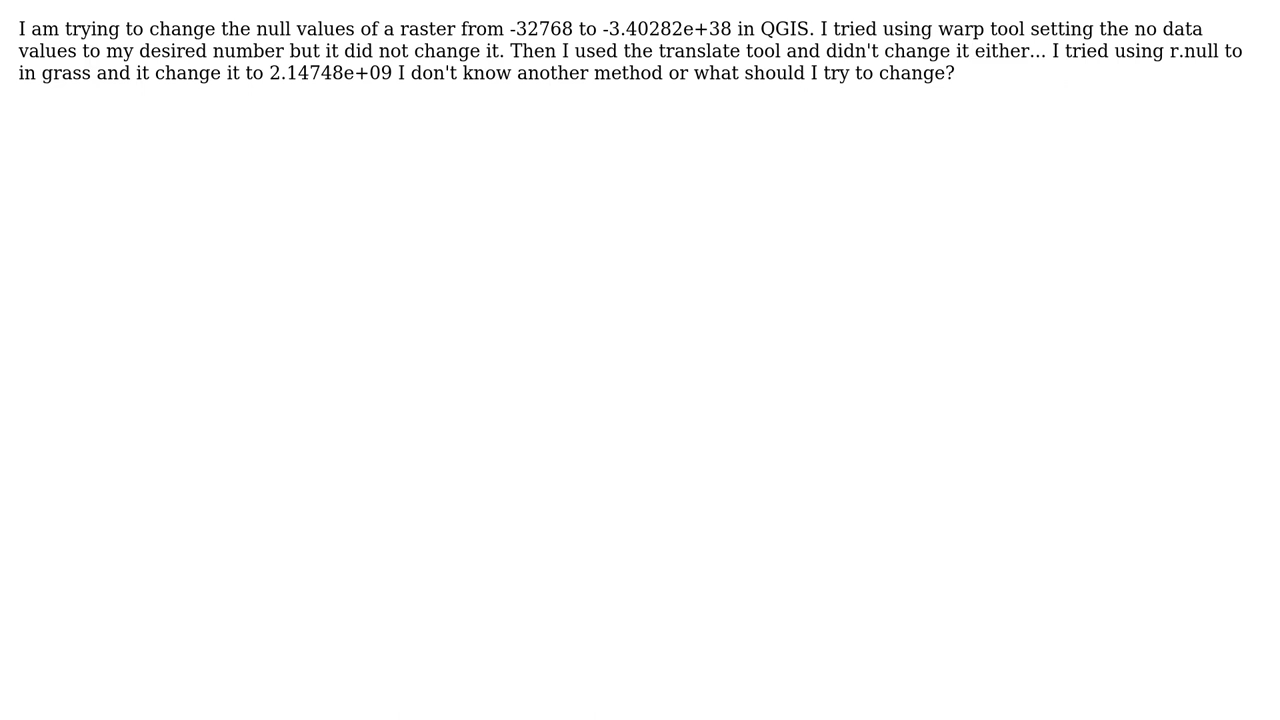 I am trying to change the null values of a raster from -32768 to -3.40282e+38 in QGIS. I tried using warp tool setting the no data
values to my desired number but it did not change it. Then I used the translate tool and didn't change it either... I tried using r.null to
in grass and it change it to 2.14748e+09 I don't know another method or what should I try to change?